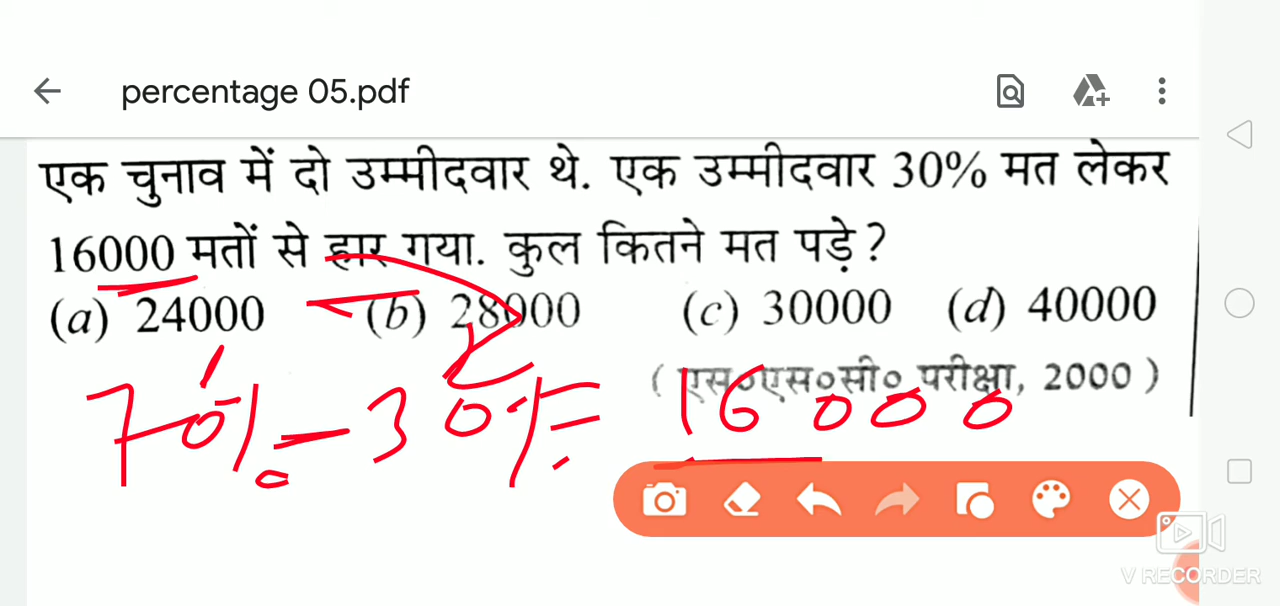 percentage 05.pdf
एक चुनाव में दो उम्मीदवार थे. एक उम्मीदवार 30% मत लेकर
16000 मतों से हार गया. कुल कितने मत पड़े ?
(a) 24000 (b) 28000 (c) 30000 (d) 40000
( एस०एस०सी० परीक्षा, 2000 )
70% - 30% = 16000
V RECORDER